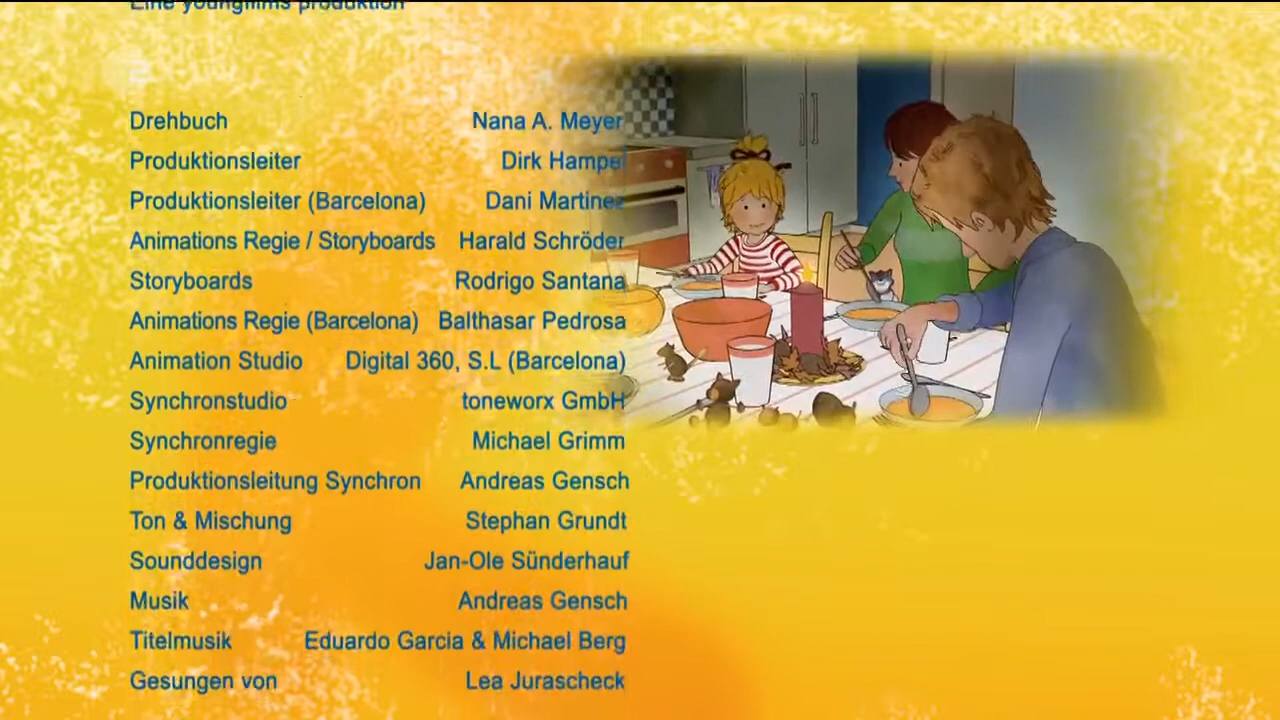 Eine youngfilms produktion
Drehbuch Nana A. Meyer
Produktionsleiter Dirk Hampel
Produktionsleiter (Barcelona) Dani Martinez
Animations Regie / Storyboards Harald Schröder
Storyboards Rodrigo Santana
Animations Regie (Barcelona) Balthasar Pedrosa
Animation Studio Digital 360, S.L (Barcelona)
Synchronstudio toneworx GmbH
Synchronregie Michael Grimm
Produktionsleitung Synchron Andreas Gensch
Ton & Mischung Stephan Grundt
Sounddesign Jan-Ole Sünderhauf
Musik Andreas Gensch
Titelmusik Eduardo Garcia & Michael Berg
Gesungen von Lea Jurascheck